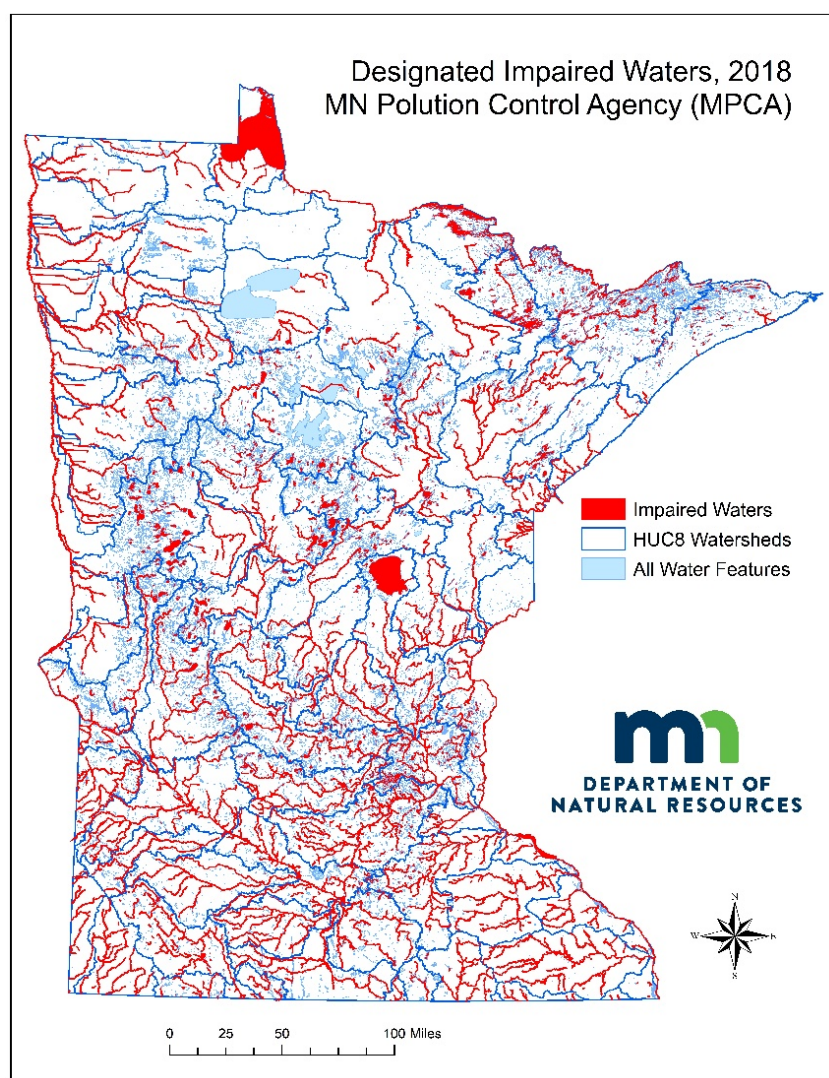 Designated Impaired Waters, 2018
MN Polution Control Agency (MPCA)
Impaired Waters
HUC8 Watersheds
All Water Features
mn
DEPARTMENT OF
NATURAL RESOURCES
N
W E
S
0 25 50 100 Miles